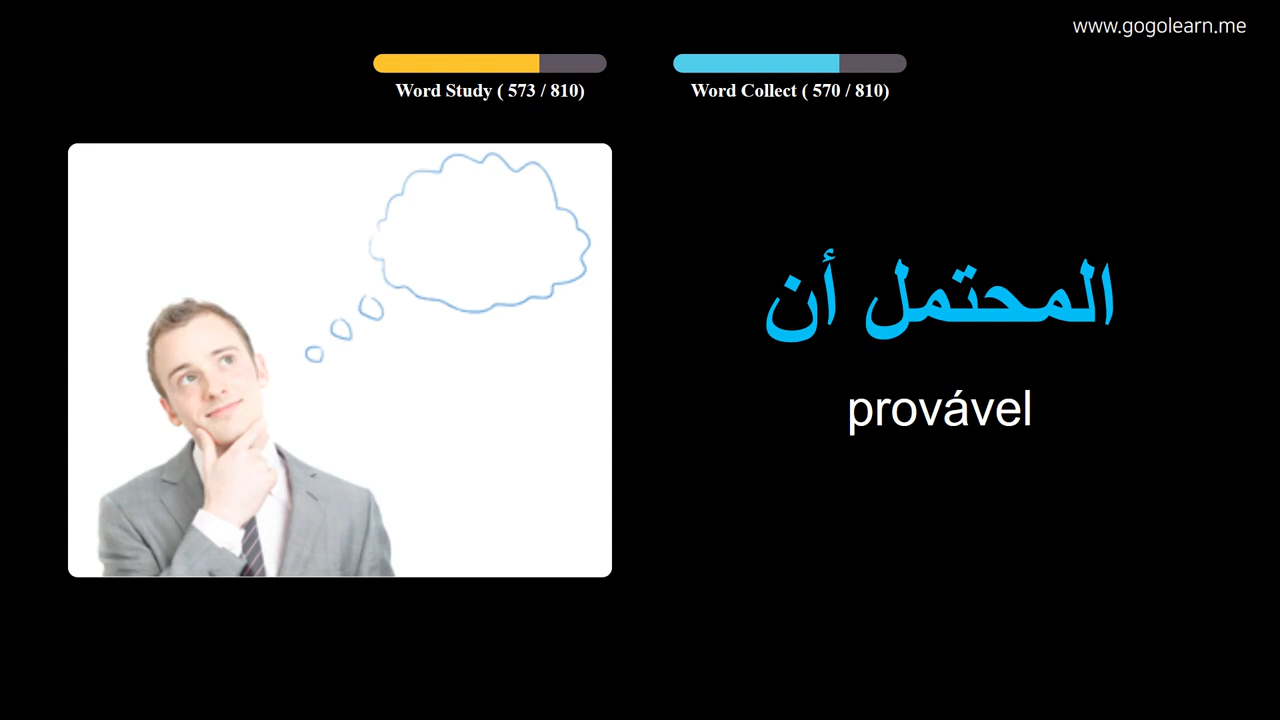 www.gogolearn.me
Word Study ( 573 / 810)
Word Collect ( 570 / 810)
المحتمل أن
provável